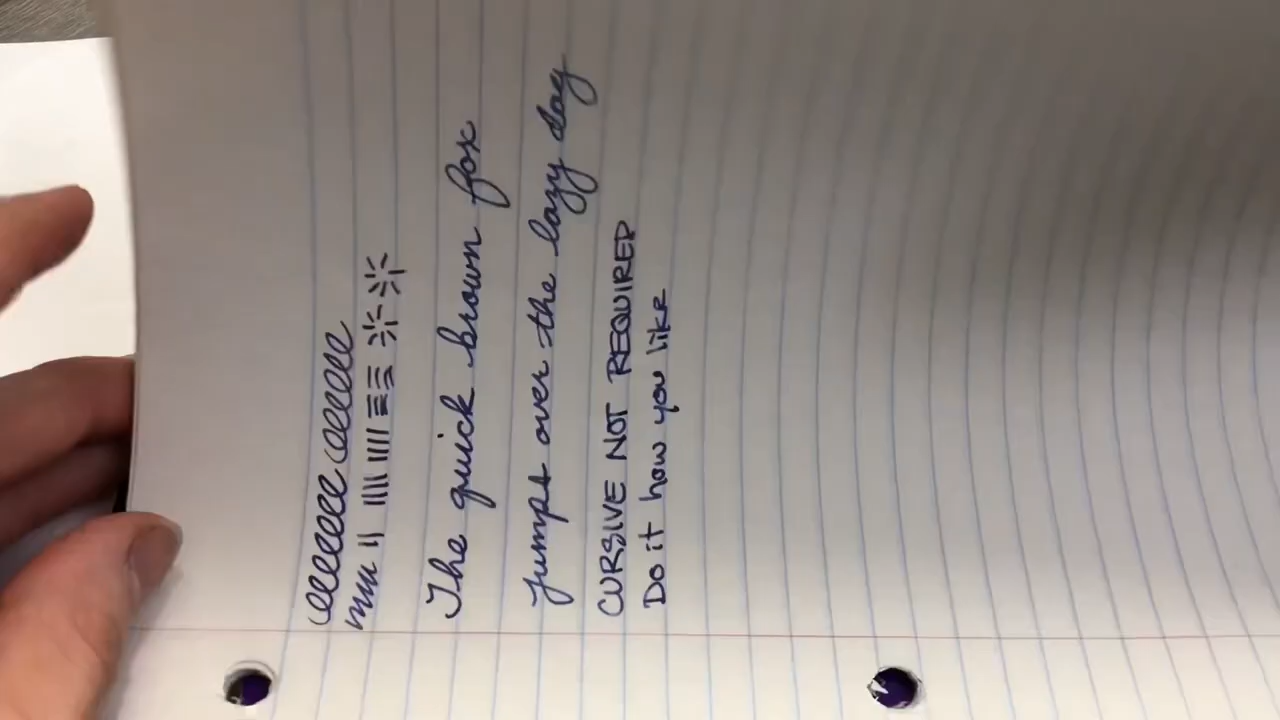 The quick brown fox
jumps over the lazy dog
CURSIVE NOT REQUIRED
Do it how you like